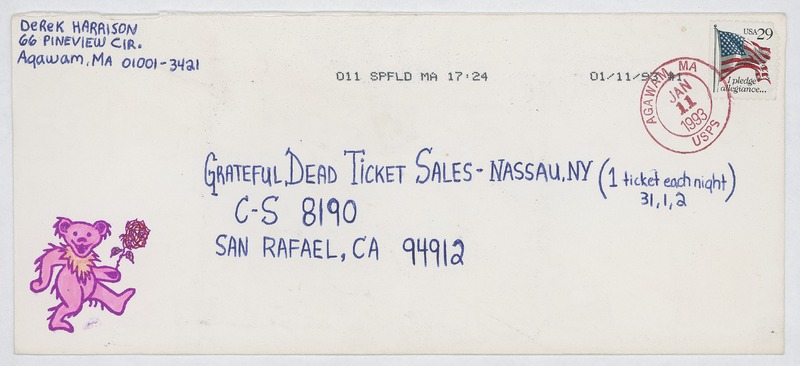 DeReK HARRISON
66 PINEVIEW CIR.
Agawam, MA 01001-3421
011 SPFLD MA 17:24 01/11/93 #1
USA 29
I pledge
allegiance...
AGAWAM, MA
JAN
11
1993
USPS
GRATEFUL DEAD TICKET SALES - NASSAU, NY (1 ticket each night)
31, 1, 2
C-S 8190
SAN RAFAEL, CA 94912